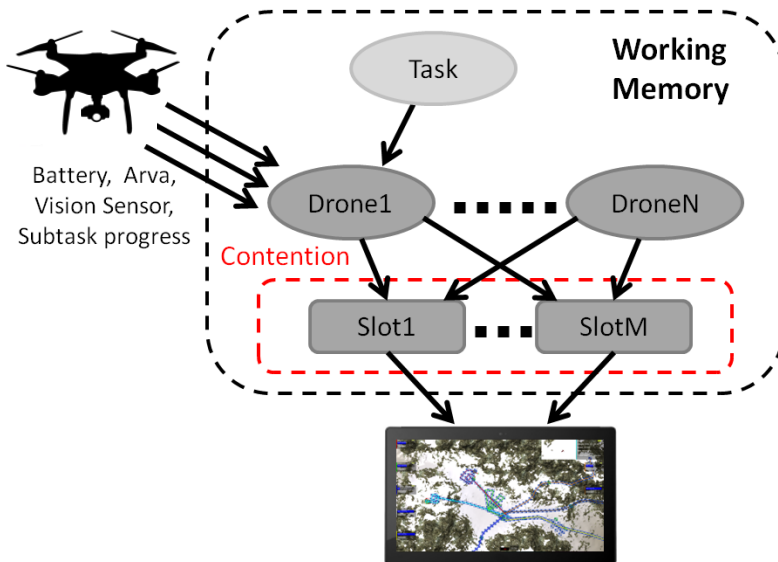 Working
Memory
Task
Battery, Arva,
Vision Sensor,
Subtask progress
Drone1
DroneN
Contention
Slot1
SlotM